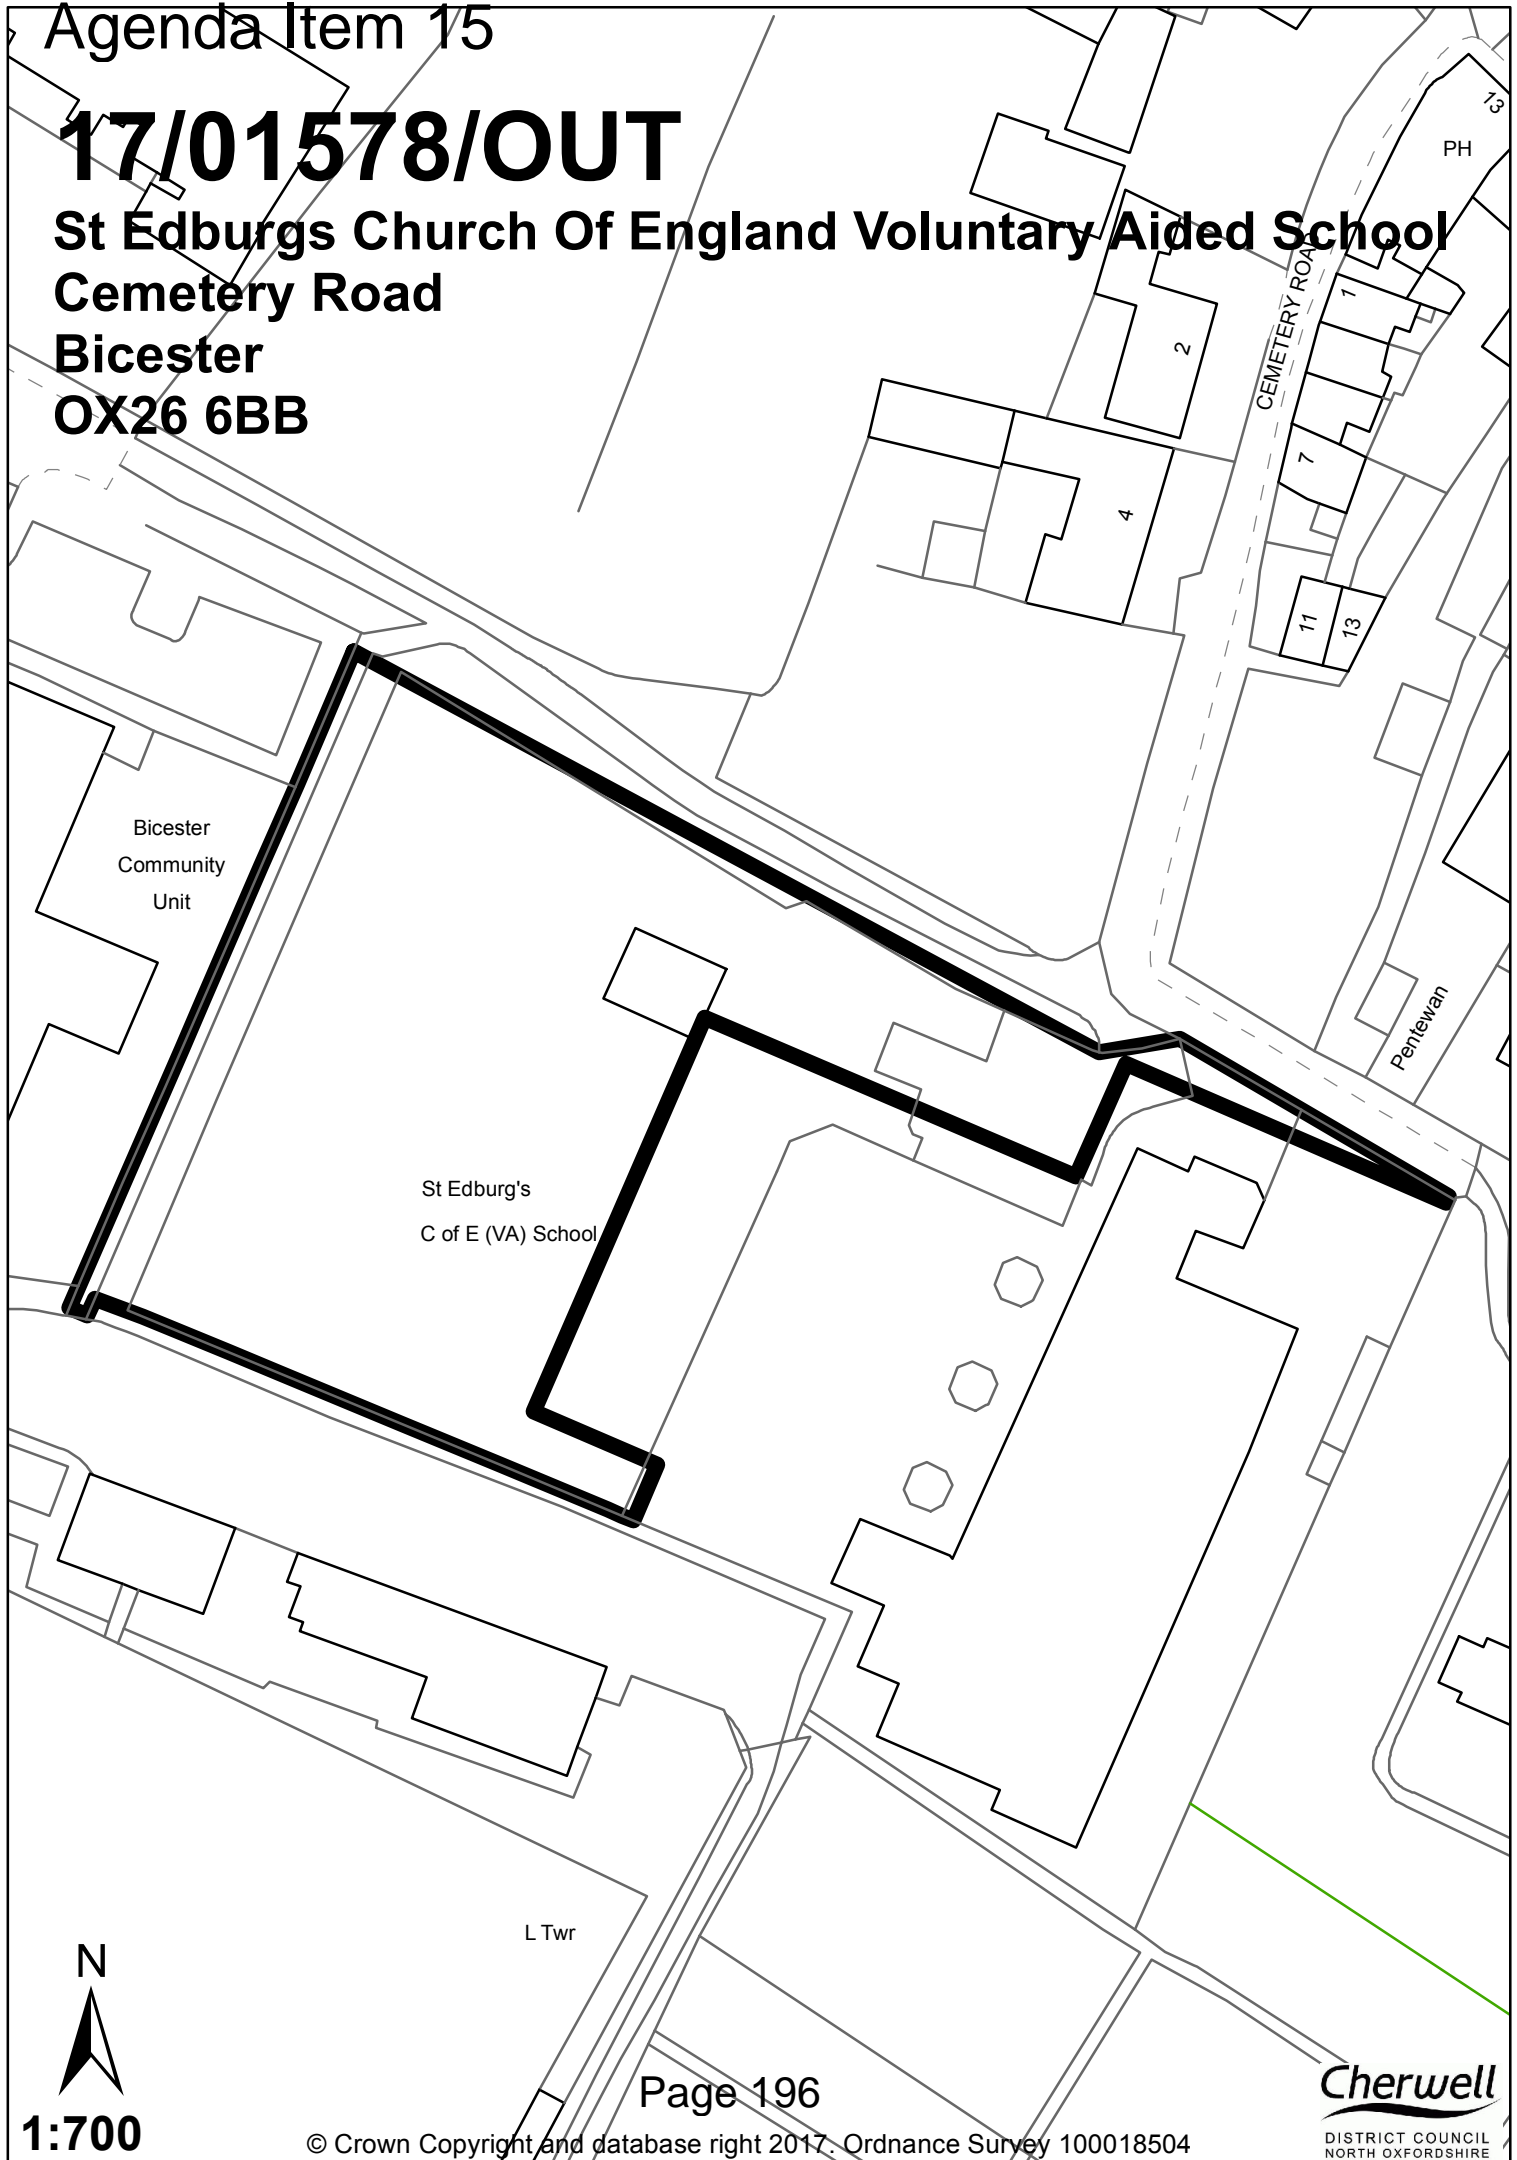 Agenda Item 15
17/01578/OUT
St Edburgs Church Of England Voluntary Aided School
Cemetery Road
Bicester
OX26 6BB
13
PH
CEMETERY ROAD
1
2
7
4
11
13
Bicester
Community
Unit
Pentewan
St Edburg's
C of E (VA) School
L Twr
N
1:700
Page 196
© Crown Copyright and database right 2017. Ordnance Survey 100018504
Cherwell
DISTRICT COUNCIL
NORTH OXFORDSHIRE